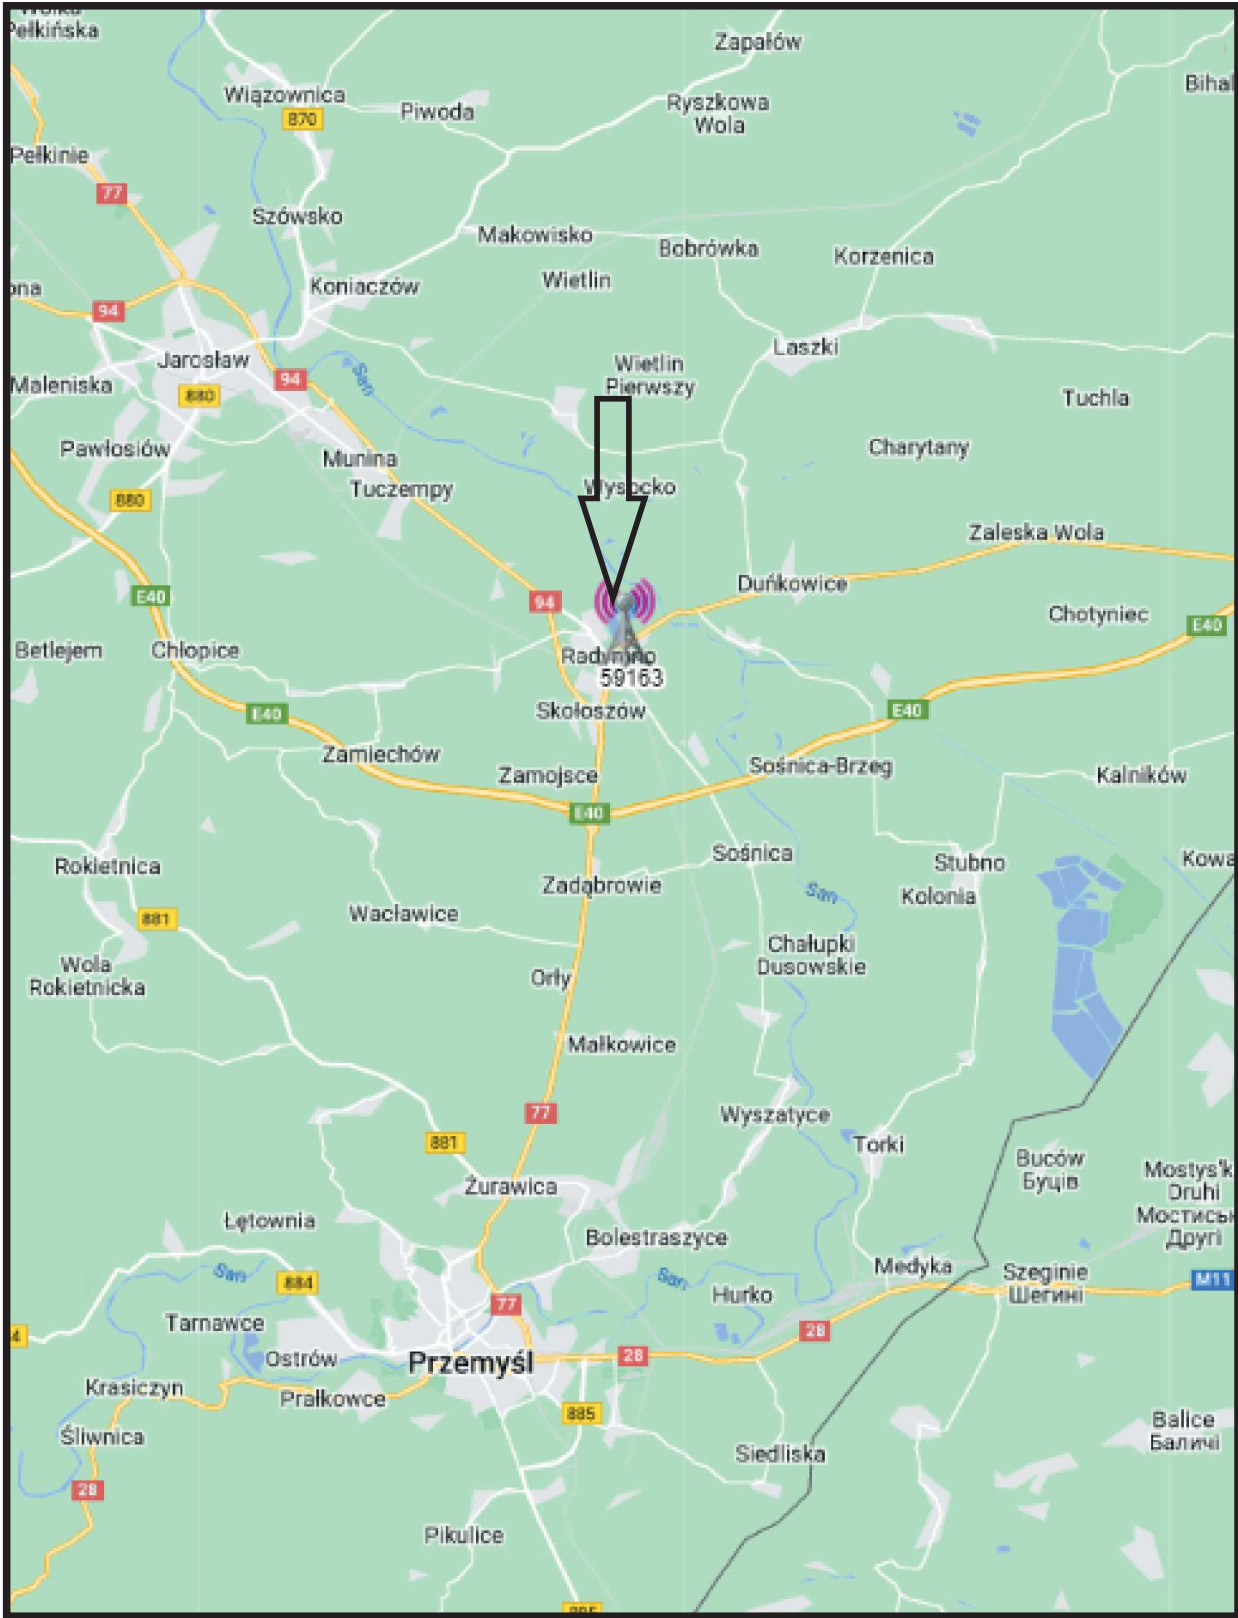 Pełkińska
Zapałów
Wiązownica
870
Piwoda
Ryszkowa
Wola
Pełkinie
77
Szówsko
Makowisko
Bobrówka
Korzenica
Wietlin
Koniaczów
94
Jarosław
Laszki
94
San
Wietlin
Pierwszy
Maleniska
880
Tuchla
Pawłosiów
Munina
Charytany
Tuczempy
Wysocko
880
Zaleska Wola
Duńkowice
E40
94
Chotyniec
E40
Betlejem
Chłopice
Radymno
59163
E40
Skołoszów
E40
Zamiechów
Zamojsce
Sośnica-Brzeg
Kalników
E40
Rokietnica
Sośnica
Stubno
Kolonia
Zadąbrowie
San
881
Wacławice
Wola
Rokietnicka
Chałupki
Dusowskie
Orły
Małkowice
77
Wyszatyce
881
Torki
Buców
Буців
Żurawica
Druhi
Другі
Łętownia
Bolestraszyce
San
884
San
Medyka
Szeginie
Шегині
M11
Hurko
77
Tarnawce
28
Ostrów
Przemyśl
28
Krasiczyn
Prałkowce
885
Balice
Баличі
Śliwnica
Siedliska
28
Pikulice